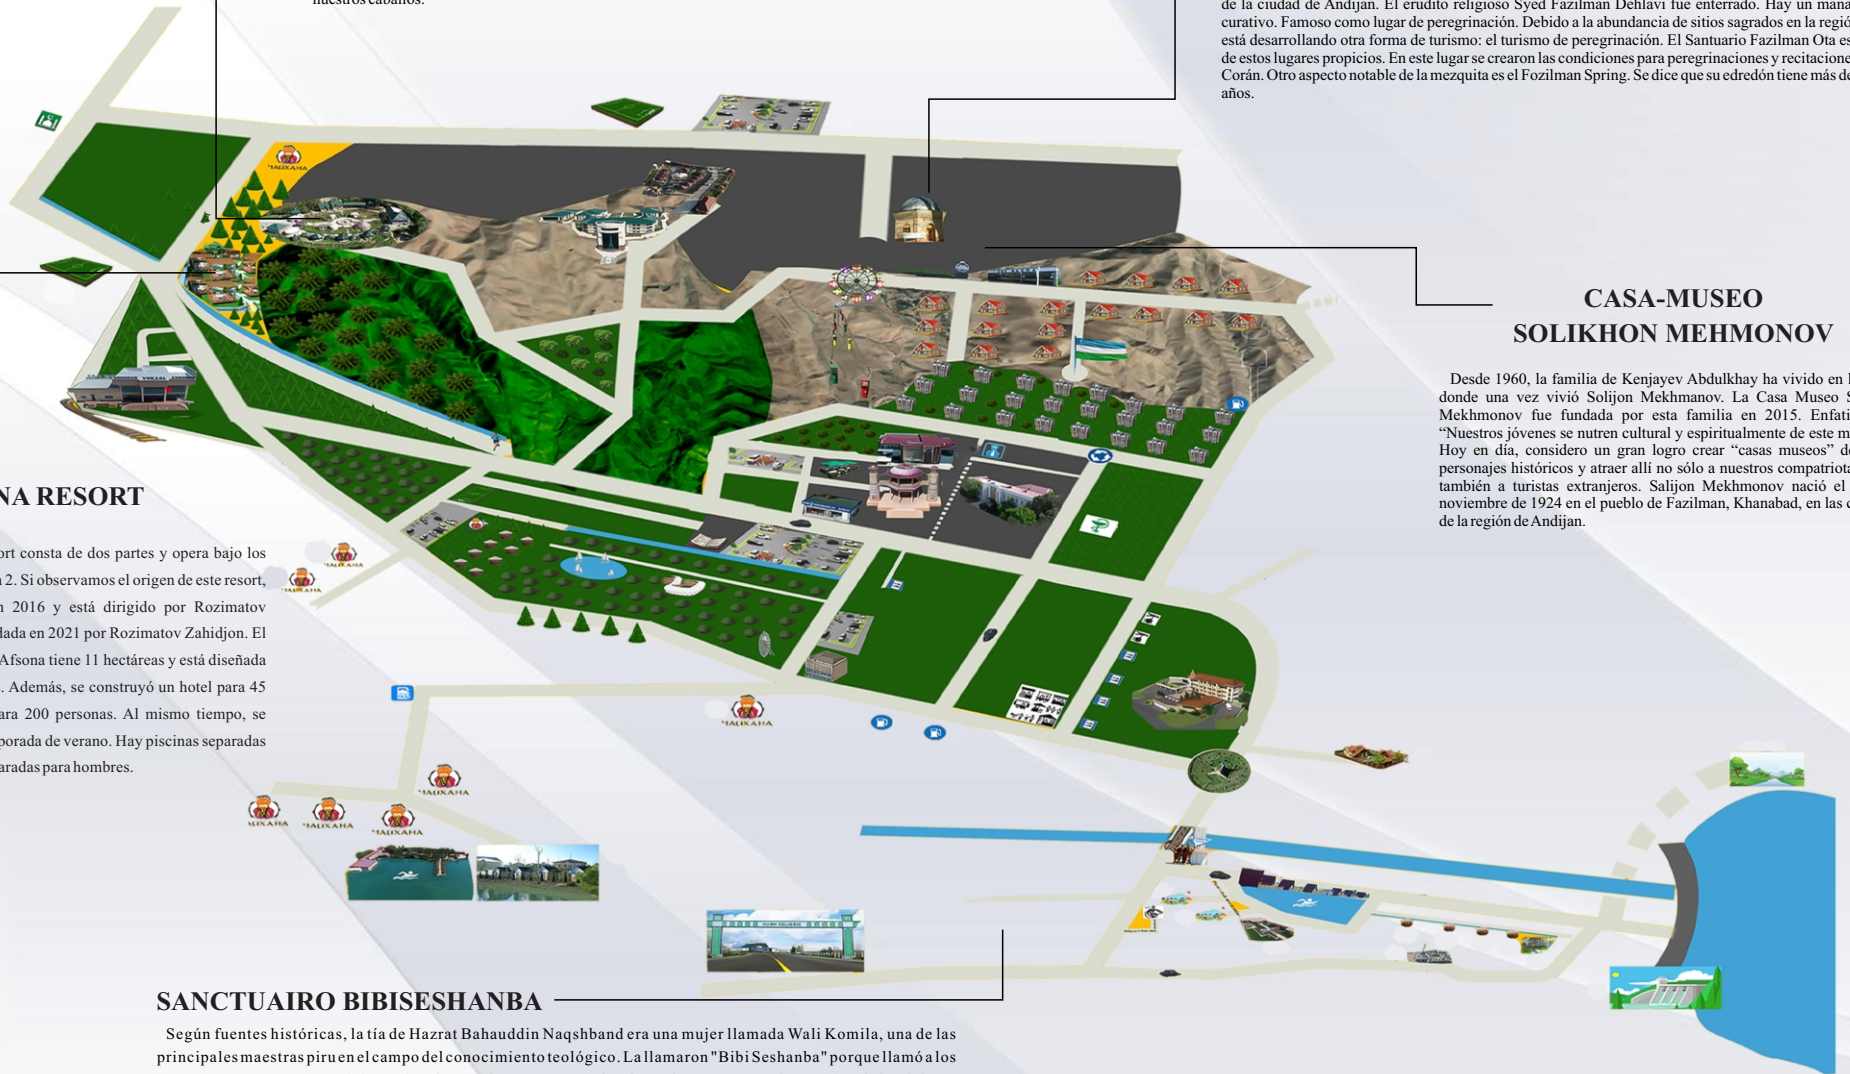 nuestros caballos.
de la ciudad de Andijan. El erudito religioso Syed Fazilman Dehlavi fue enterrado. Hay un mana
curativo. Famoso como lugar de peregrinación. Debido a la abundancia de sitios sagrados en la regió
está desarrollando otra forma de turismo: el turismo de peregrinación. El Santuario Fazilman Ota es
de estos lugares propicios. En este lugar se crearon las condiciones para peregrinaciones y recitacione
Corán. Otro aspecto notable de la mezquita es el Fozilman Spring. Se dice que su edredón tiene más de
años.
CASA-MUSEO
SOLIKHON MEHMONOV
Desde 1960, la familia de Kenjayev Abdulkhay ha vivido en l
donde una vez vivió Solijon Mekhmanov. La Casa Museo S
Mekhmonov fue fundada por esta familia en 2015. Enfati
“Nuestros jóvenes se nutren cultural y espiritualmente de este m
Hoy en día, considero un gran logro crear “casas museos” de
personajes históricos y atraer allí no sólo a nuestros compatriota
también a turistas extranjeros. Salijon Mekhmonov nació el
noviembre de 1924 en el pueblo de Fazilman, Khanabad, en las c
de la región de Andijan.
NA RESORT
ort consta de dos partes y opera bajo los
a 2. Si observamos el origen de este resort,
n 2016 y está dirigido por Rozimatov
dada en 2021 por Rozimatov Zahidjon. El
Afsona tiene 11 hectáreas y está diseñada
. Además, se construyó un hotel para 45
ara 200 personas. Al mismo tiempo, se
porada de verano. Hay piscinas separadas
aradas para hombres.
SANCTUAIRO BIBISESHANBA
Según fuentes históricas, la tía de Hazrat Bahauddin Naqshband era una mujer llamada Wali Komila, una de las
principales maestras piru en el campo del conocimiento teológico. La llamaron "Bibi Seshanba" porque llamó a los